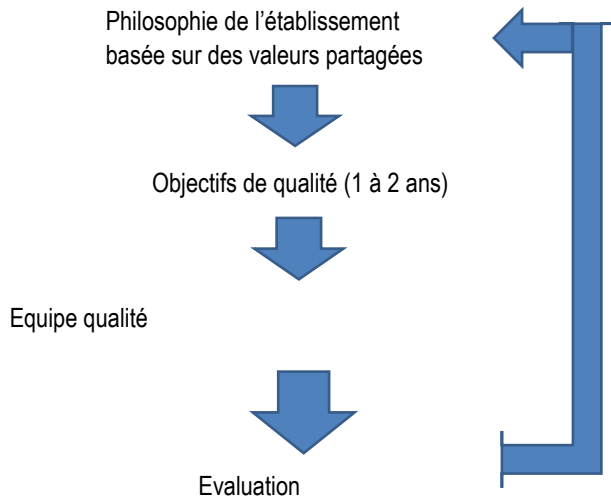 Philosophie de l’établissement
basée sur des valeurs partagées
Objectifs de qualité (1 à 2 ans)
Equipe qualité
Evaluation